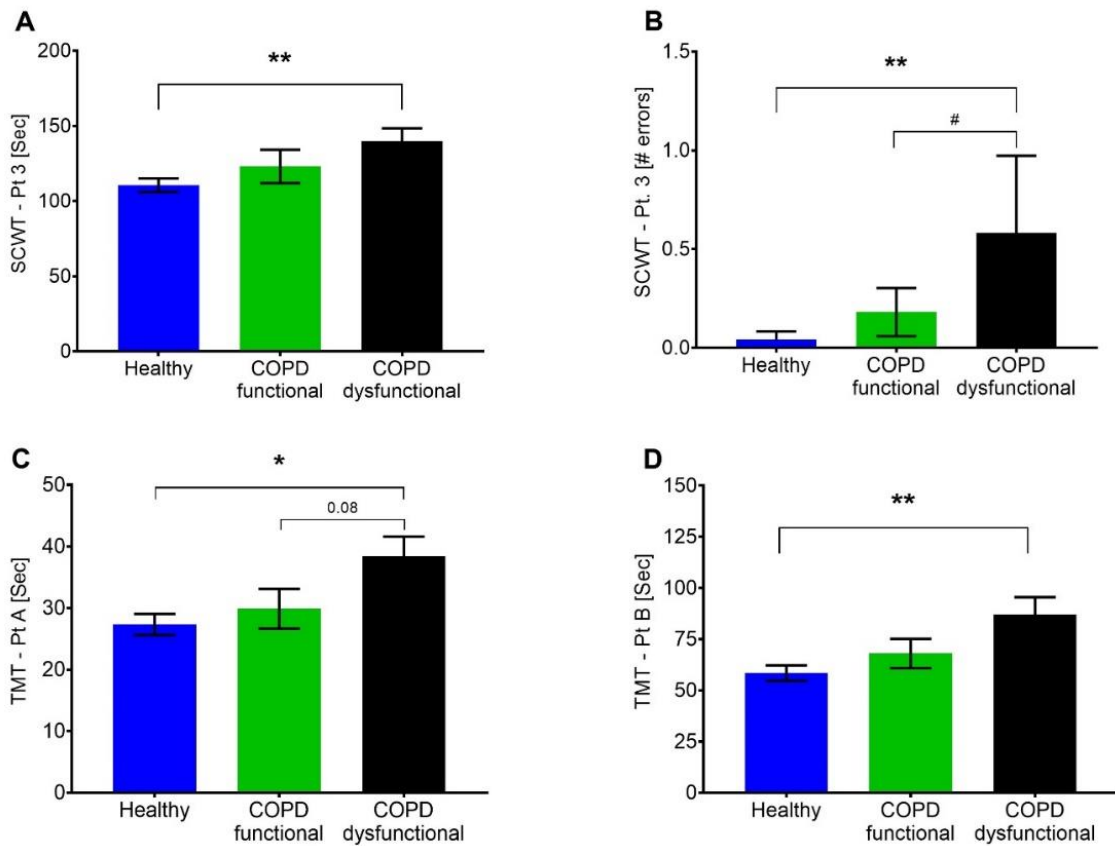 A
SCWT - Pt 3 [Sec]
200
150
100
50
0
**
Healthy
COPD
functional
COPD
dysfunctional
B
SCWT - Pt. 3 [# errors]
1.5
1.0
0.5
0.0
**
#
Healthy
COPD
functional
COPD
dysfunctional
C
TMT - Pt A [Sec]
50
40
30
20
10
0
*
0.08
Healthy
COPD
functional
COPD
dysfunctional
D
TMT - Pt B [Sec]
150
125
100
75
50
25
0
**
Healthy
COPD
functional
COPD
dysfunctional